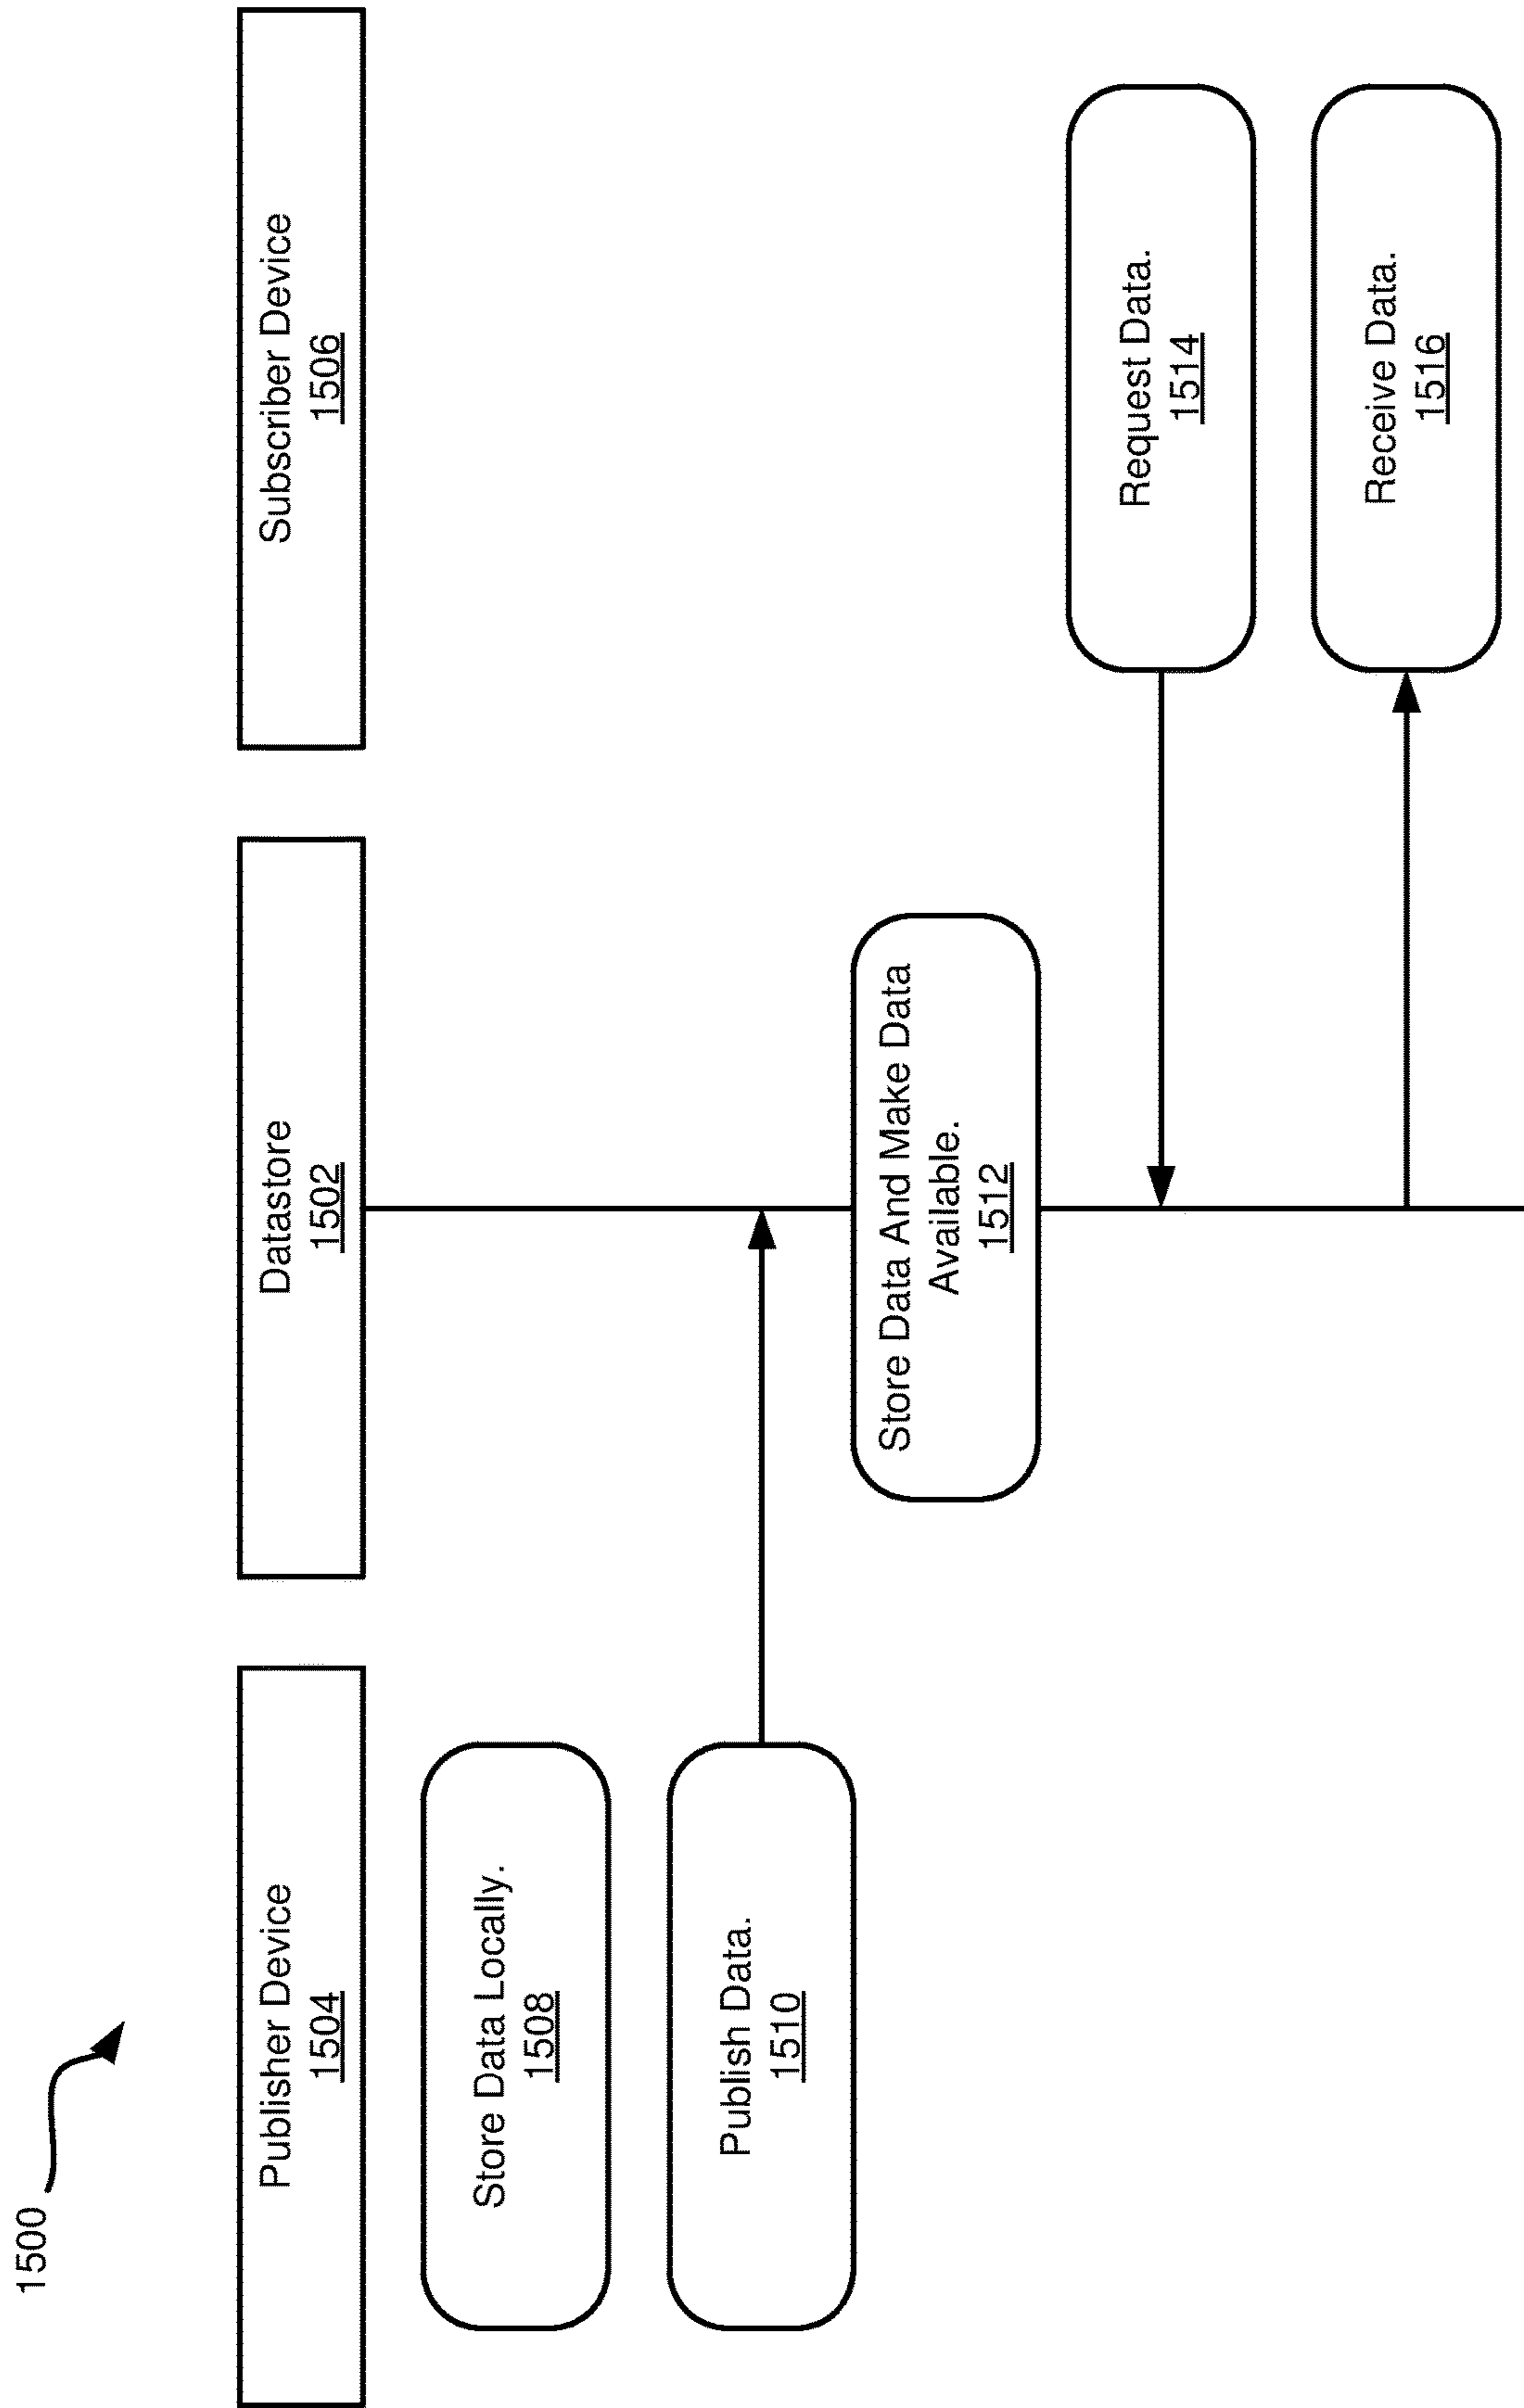 1500
Publisher Device
1504
Datastore
1502
Subscriber Device
1506
Store Data Locally.
1508
Publish Data.
1510
Store Data And Make Data
Available.
1512
Request Data.
1514
Receive Data.
1516